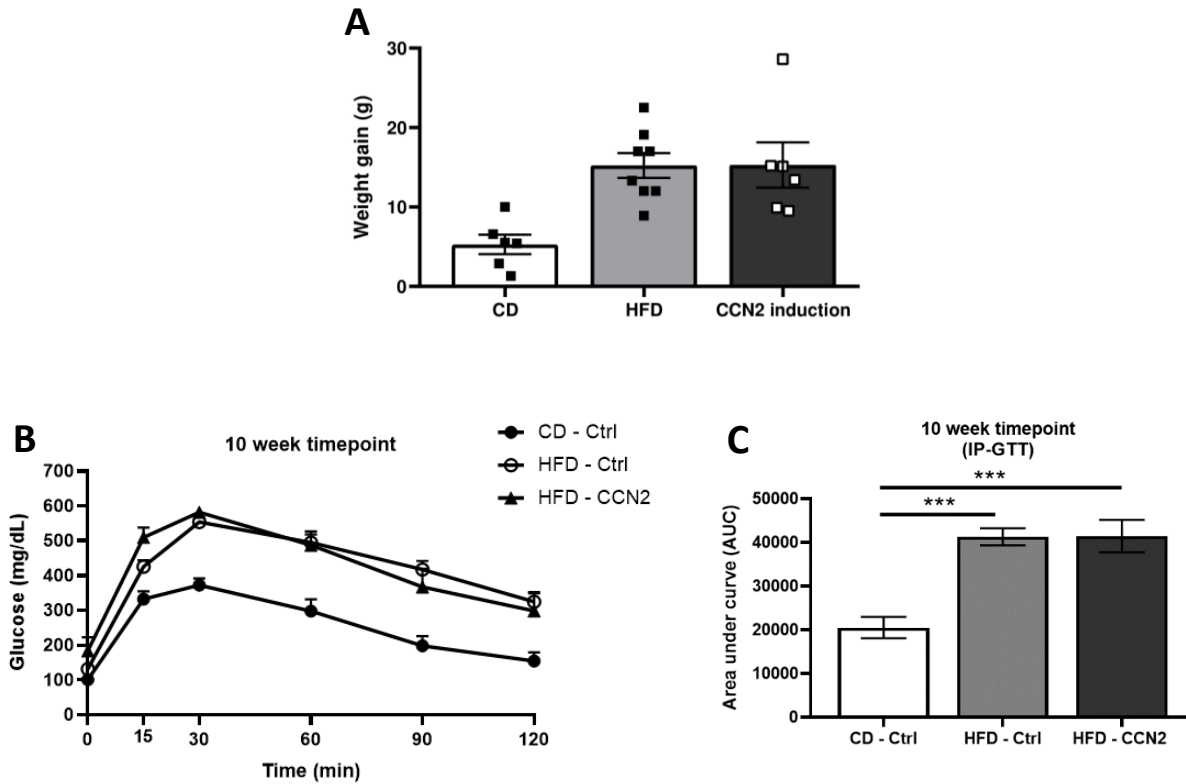 A
30
20
10
0
Weight gain (g)
CD
HFD
CCN2 induction
B
10 week timepoint
CD - Ctrl
HFD - Ctrl
HFD - CCN2
700
600
500
400
300
200
100
0
Glucose (mg/dL)
0
15
30
60
90
120
Time (min)
C
10 week timepoint
(IP-GTT)
***
***
50000
40000
30000
20000
10000
0
Area under curve (AUC)
CD - Ctrl
HFD - Ctrl
HFD - CCN2